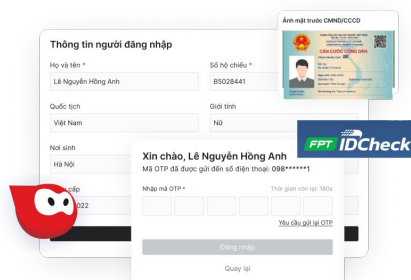 Ảnh mặt trước CMND/CCCD
CĂN CƯỚC CÔNG DÂN
Thông tin người đăng nhập
Họ và tên *
Số hộ chiếu *
Lê Nguyễn Hồng Anh
B5028441
Quốc tịch
Giới tính
Việt Nam
Nữ
FPT IDCheck
Nơi sinh
Hà Nội
Xin chào, Lê Nguyễn Hồng Anh
Mã OTP đã được gửi đến số điện thoại: 098******1
cấp
Nhập mã OTP *
Thời gian còn lại: 180s
022
Yêu cầu gửi lại OTP
Đăng nhập
Quay lại